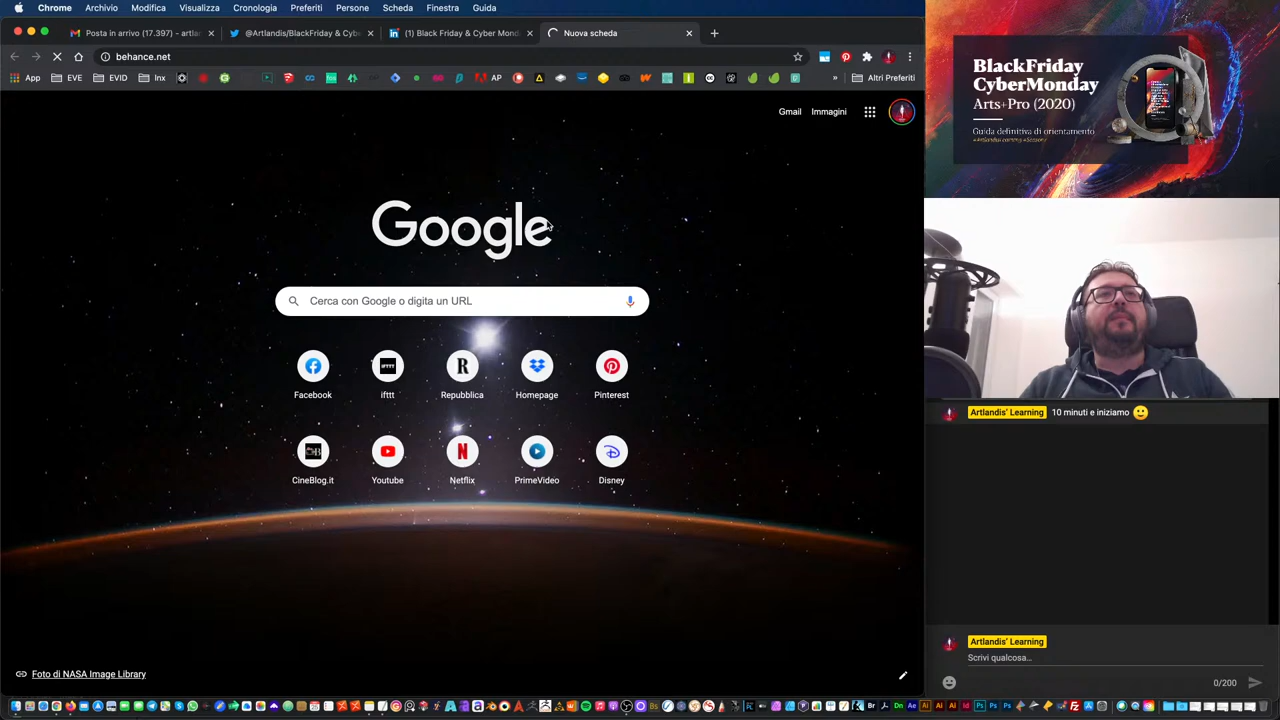 Chrome Archivio Modifica Visualizza Cronologia Preferiti Persone Scheda Finestra Guida
Posta in arrivo (17.397) - artlan
@Artlandis/BlackFriday & Cybe
(1) Black Friday & Cyber Mond
Nuova scheda
behance.net
App EVE EVID Inx AP » Altri Preferiti
Gmail Immagini
Google
Cerca con Google o digita un URL
Facebook ifttt Repubblica Homepage Pinterest
CineBlog.it Youtube Netflix PrimeVideo Disney
Foto di NASA Image Library
BlackFriday
CyberMonday
Arts+Pro (2020)
Guida definitiva di orientamento
Artlandis' Learning 10 minuti e iniziamo
Artlandis' Learning
Scrivi qualcosa…
0/200